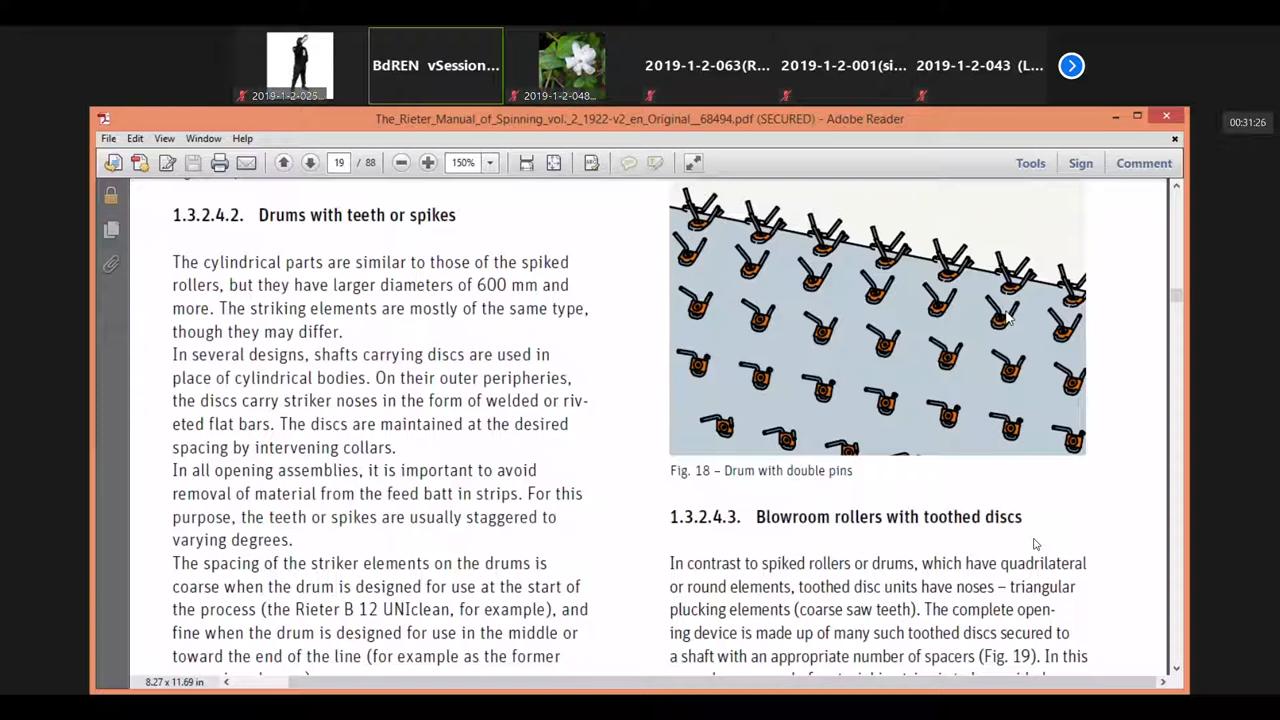 BdREN vSession...
2019-1-2-063(R...
2019-1-2-001(si...
2019-1-2-043 (L...
2019-1-2-025...
2019-1-2-048...
00:31:26
The_Rieter_Manual_of_Spinning_vol._2_1922-v2_en_Original__68494.pdf (SECURED) - Adobe Reader
File Edit View Window Help
19 / 88
150%
Tools Sign Comment
1.3.2.4.2. Drums with teeth or spikes
The cylindrical parts are similar to those of the spiked
rollers, but they have larger diameters of 600 mm and
more. The striking elements are mostly of the same type,
though they may differ.
In several designs, shafts carrying discs are used in
place of cylindrical bodies. On their outer peripheries,
the discs carry striker noses in the form of welded or riv-
eted flat bars. The discs are maintained at the desired
spacing by intervening collars.
In all opening assemblies, it is important to avoid
removal of material from the feed batt in strips. For this
purpose, the teeth or spikes are usually staggered to
varying degrees.
The spacing of the striker elements on the drums is
coarse when the drum is designed for use at the start of
the process (the Rieter B 12 UNIclean, for example), and
fine when the drum is designed for use in the middle or
toward the end of the line (for example as the former
Fig. 18 – Drum with double pins
1.3.2.4.3. Blowroom rollers with toothed discs
In contrast to spiked rollers or drums, which have quadrilateral
or round elements, toothed disc units have noses – triangular
plucking elements (coarse saw teeth). The complete open-
ing device is made up of many such toothed discs secured to
a shaft with an appropriate number of spacers (Fig. 19). In this
8.27 x 11.69 in